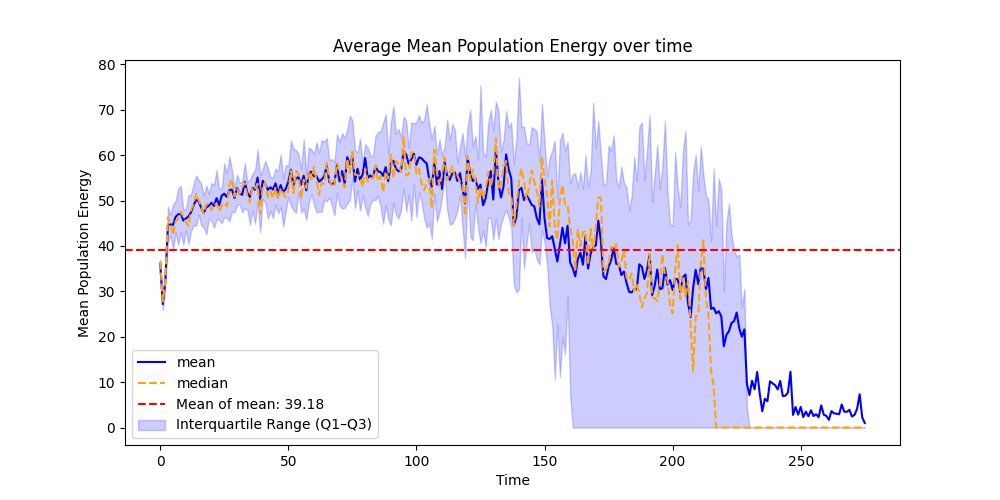 Average Mean Population Energy over time
Mean Population Energy
80
70
60
50
40
30
20
10
0
mean
median
Mean of mean: 39.18
Interquartile Range (Q1–Q3)
0
50
100
150
200
250
Time